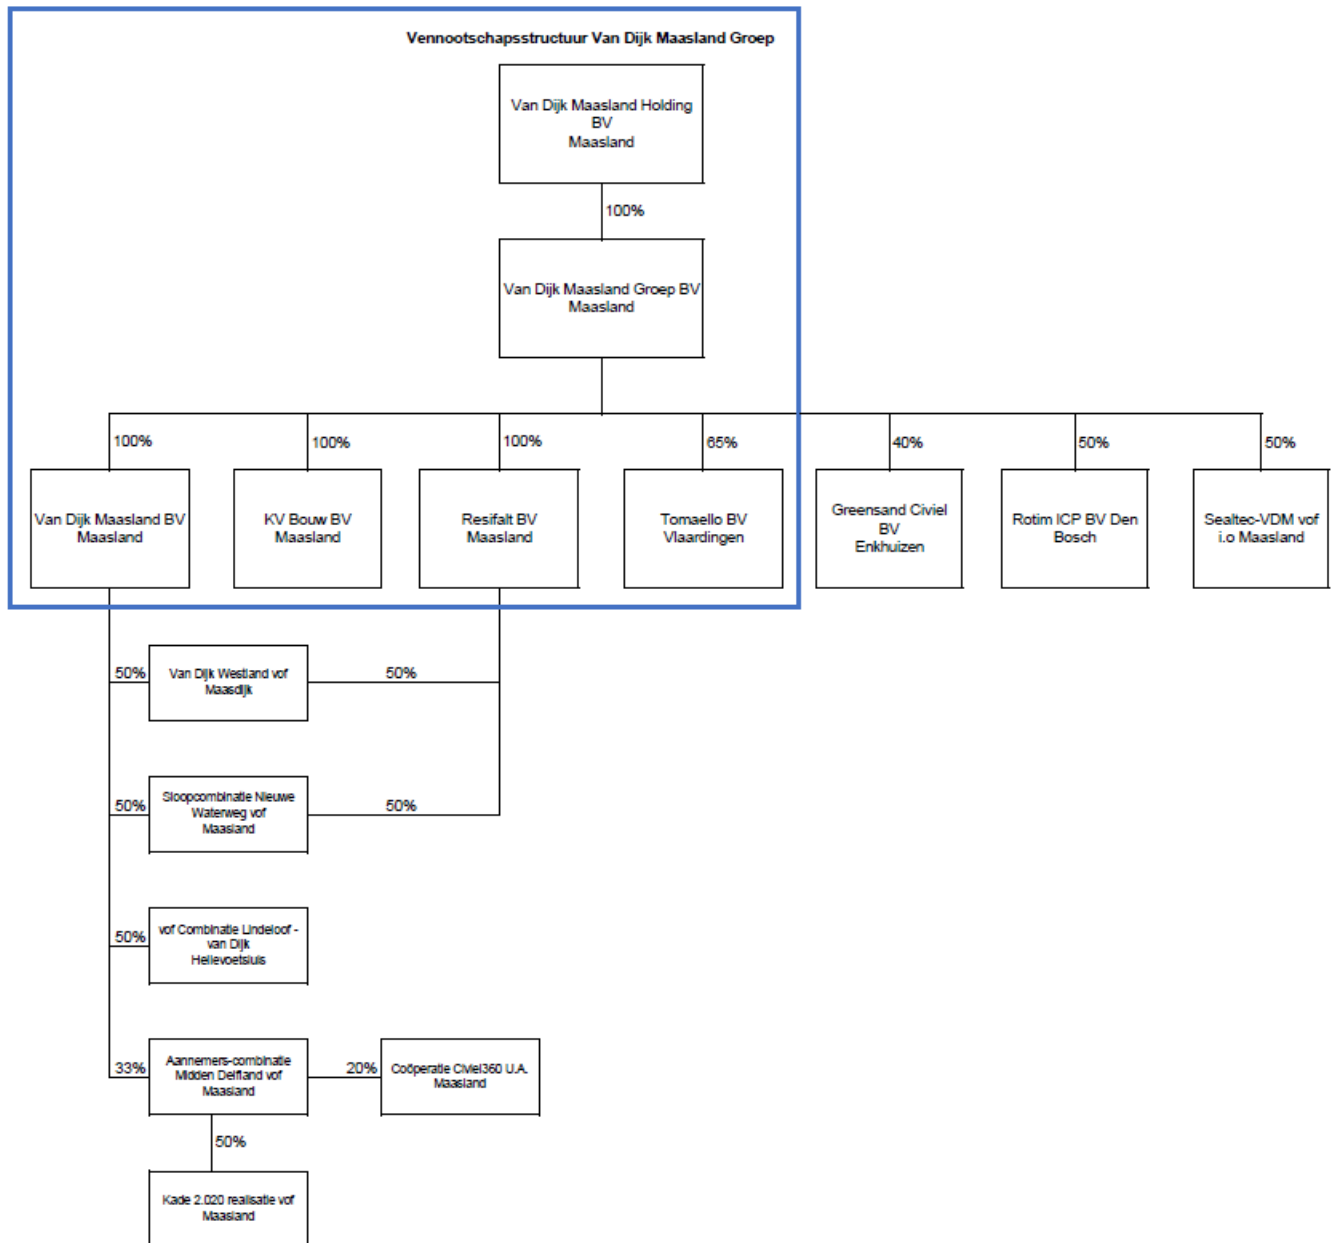 Vennootschapsstructuur Van Dijk Maasland Groep
Van Dijk Maasland Holding
BV
Maasland
100%
Van Dijk Maasland Groep BV
Maasland
100%
100%
100%
65%
40%
50%
50%
Van Dijk Maasland BV
Maasland
KV Bouw BV
Maasland
Resifalt BV
Maasland
Tomaello BV
Vlaardingen
Greensand Civiel
BV
Enkhuizen
Rotim ICP BV Den
Bosch
Sealtec-VDM vof
i.o Maasland
50%
Van Dijk Westland vof
Maasdijk
50%
50%
Sloopcombinatie Nieuwe
Waterweg vof
Maasland
50%
50%
vof Combinatie Lindeloof -
van Dijk
Hellevoetsluis
33%
Aannemers-combinatie
Midden Delfland vof
Maasland
20%
Coöperatie Civiel360 U.A.
Maasland
50%
Kade 2.020 realisatie vof
Maasland